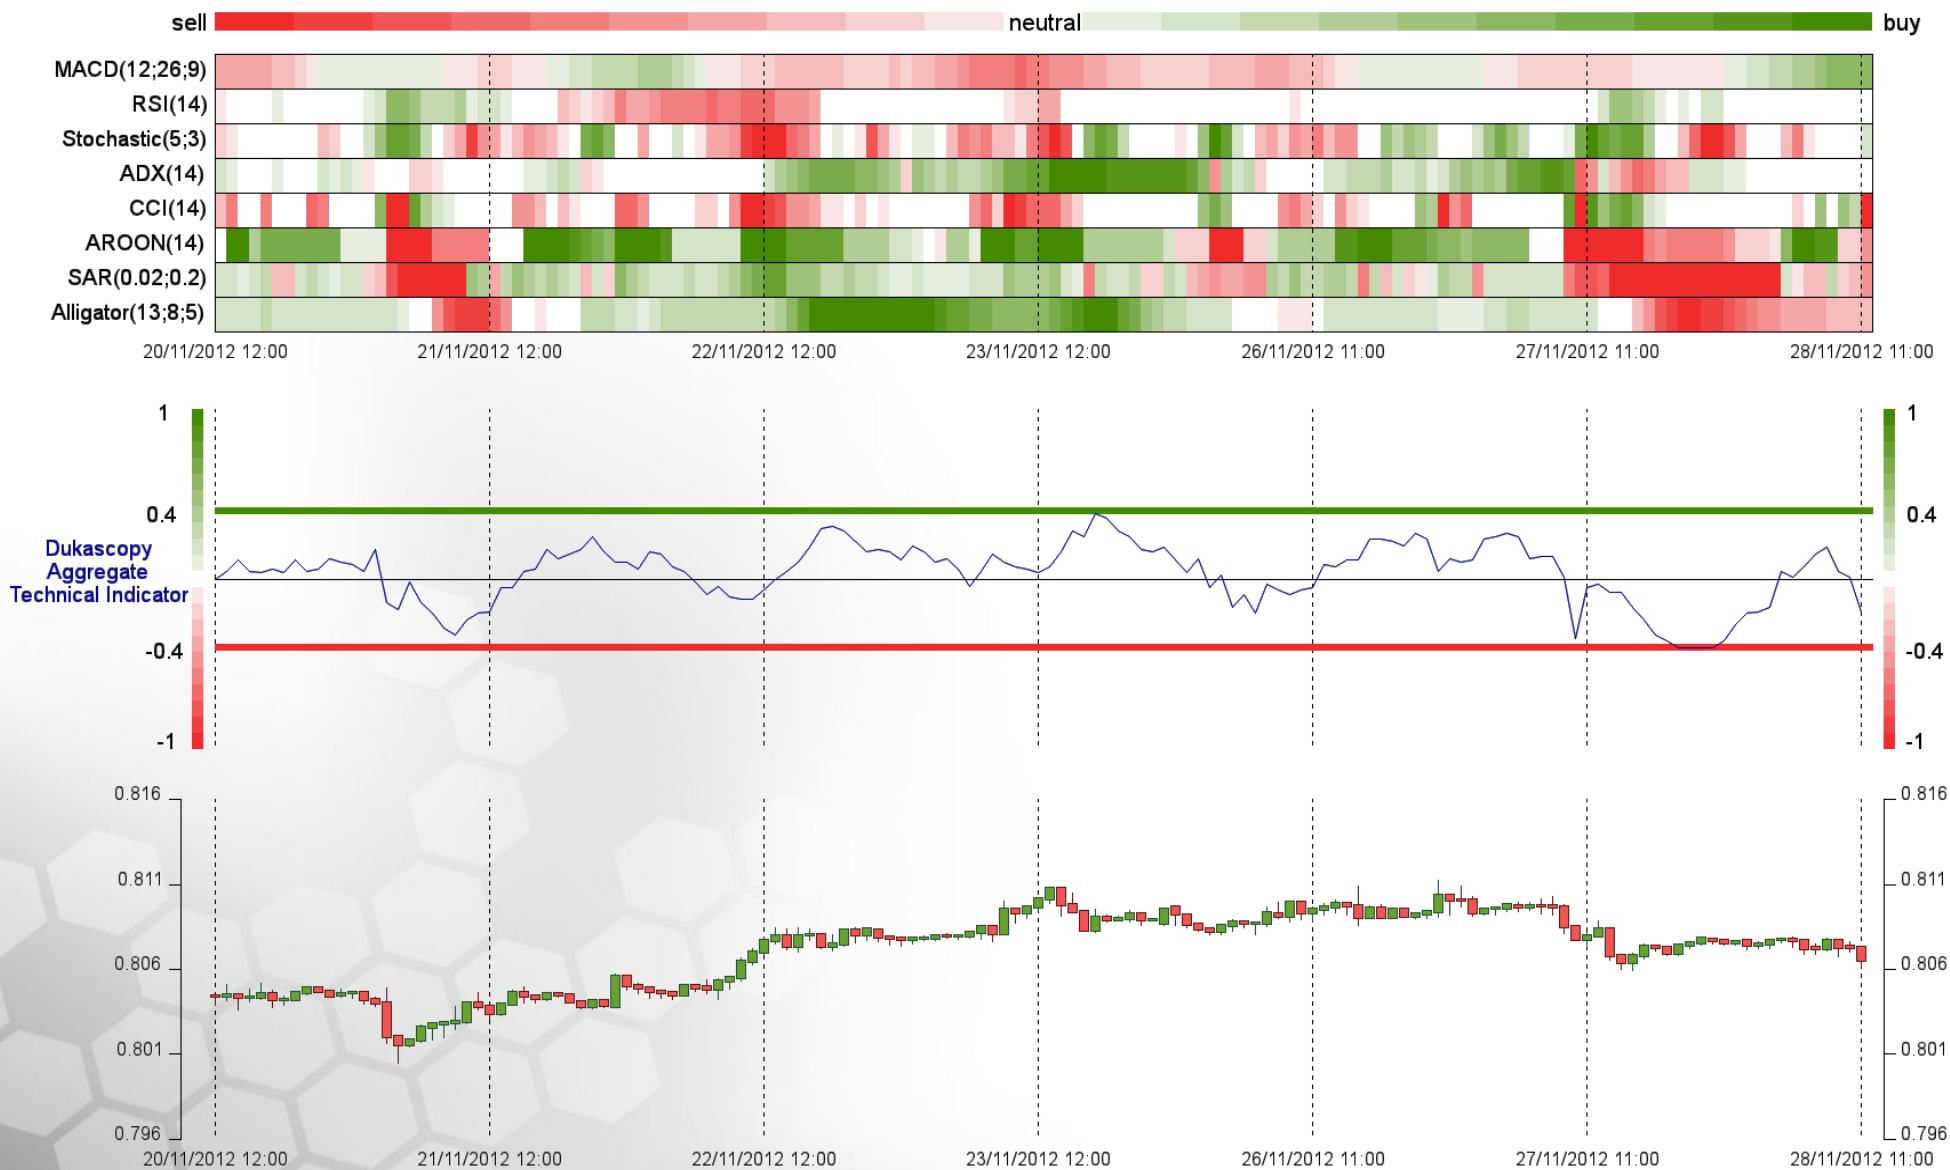 sell neutral buy
MACD(12;26;9)
RSI(14)
Stochastic(5;3)
ADX(14)
CCI(14)
AROON(14)
SAR(0.02;0.2)
Alligator(13;8;5)
20/11/2012 12:00 21/11/2012 12:00 22/11/2012 12:00 23/11/2012 12:00 26/11/2012 11:00 27/11/2012 11:00 28/11/2012 11:00
1 1
0.4 0.4
Dukascopy
Aggregate
Technical Indicator
-0.4 -0.4
-1 -1
0.816 0.816
0.811 0.811
0.806 0.806
0.801 0.801
0.796 0.796
20/11/2012 12:00 21/11/2012 12:00 22/11/2012 12:00 23/11/2012 12:00 26/11/2012 11:00 27/11/2012 11:00 28/11/2012 11:00